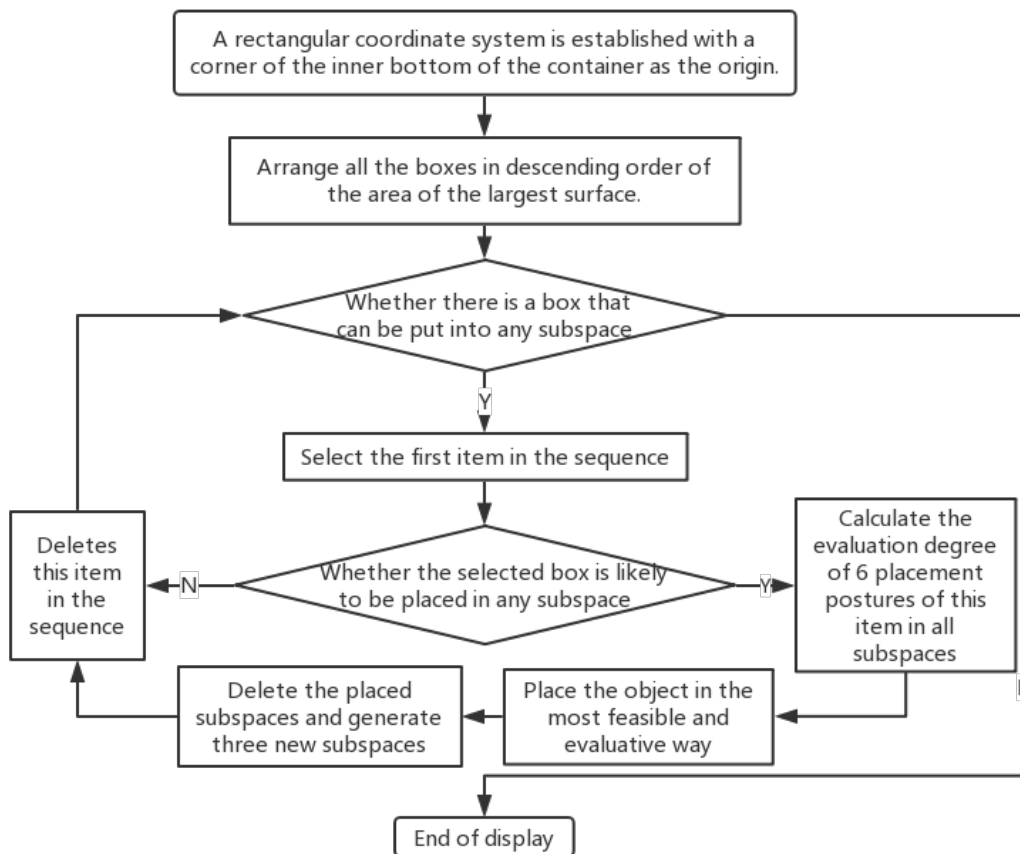 A rectangular coordinate system is established with a
corner of the inner bottom of the container as the origin.
Arrange all the boxes in descending order of
the area of the largest surface.
Whether there is a box that
can be put into any subspace
Y
Select the first item in the sequence
Whether the selected box is likely
to be placed in any subspace
N
Y
Deletes
this item
in the
sequence
Calculate the
evaluation degree
of 6 placement
postures of this
item in all
subspaces
Place the object in the
most feasible and
evaluative way
Delete the placed
subspaces and generate
three new subspaces
End of display